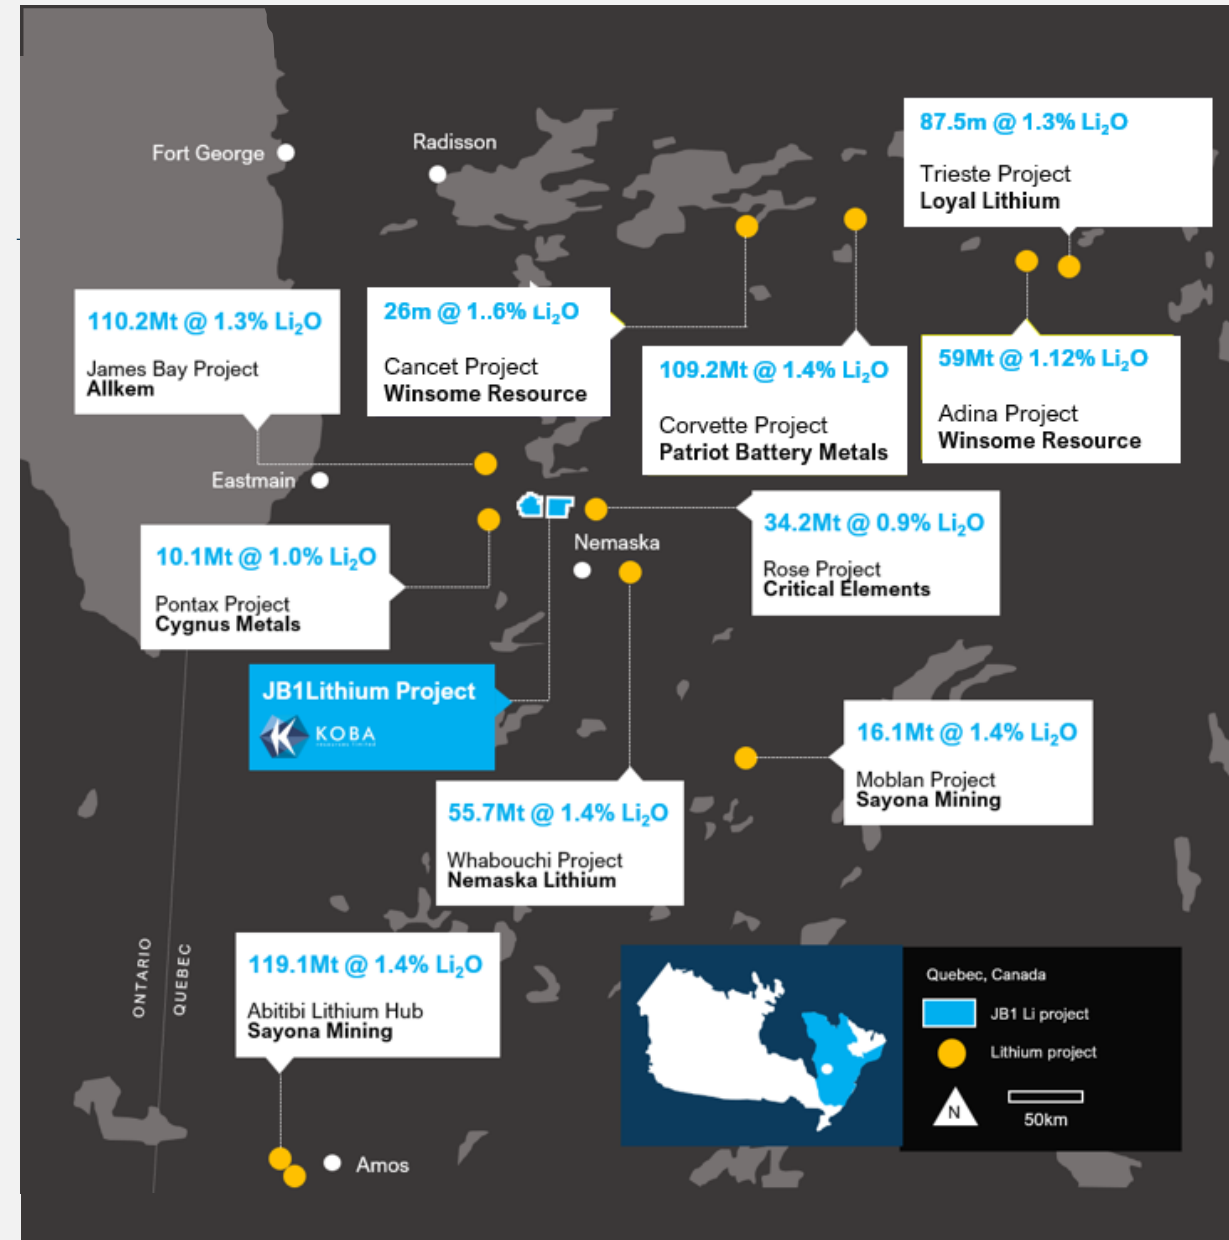 87.5m @ 1.3% Li₂O
Trieste Project
Loyal Lithium
Fort George
Radisson
110.2Mt @ 1.3% Li₂O
James Bay Project
Allkem
26m @ 1..6% Li₂O
Cancet Project
Winsome Resource
109.2Mt @ 1.4% Li₂O
Corvette Project
Patriot Battery Metals
59Mt @ 1.12% Li₂O
Adina Project
Winsome Resource
Eastmain
10.1Mt @ 1.0% Li₂O
Pontax Project
Cygnus Metals
Nemaska
34.2Mt @ 0.9% Li₂O
Rose Project
Critical Elements
JB1Lithium Project
KOBA
16.1Mt @ 1.4% Li₂O
Moblan Project
Sayona Mining
55.7Mt @ 1.4% Li₂O
Whabouchi Project
Nemaska Lithium
ONTARIO
QUEBEC
119.1Mt @ 1.4% Li₂O
Abitibi Lithium Hub
Sayona Mining
Amos
Quebec, Canada
JB1 Li project
Lithium project
N
50km